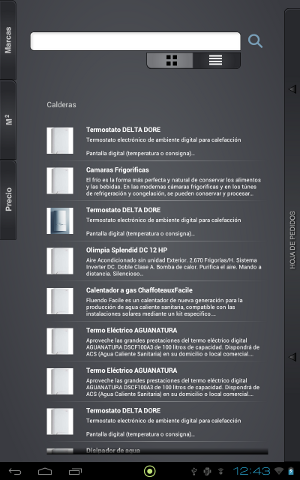 Marcas
M²
Precio
Calderas
Termostato DELTA DORE
Termostato electrónico de ambiente digital para calefacción
Pantalla digital (temperatura o consigna)...
Camaras Frigorificas
El frio es la forma más perfecta y natural de conservar los alimentos
y las bebidas. En las modernas cámaras frigoríficas y en los túnes
de refrigeración y congelación, se pueden conservar y procesar...
Termostato DELTA DORE
Termostato electrónico de ambiente digital para calefacción
Pantalla digital (temperatura o consigna)...
Olimpia Splendid DC 12 HP
Aire Acondicionado sin unidad Exterior. 2.670 Frigorías/H. Sistema
Inverter DC. Doble Clase A. Bomba de calor. Purifica el aire. Mando a
distancia. Silencioso..
Calentador a gas ChaffoteauxFacile
Fluendo Facile es un calentador de nueva generación para la
producción de agua caliente sanitaria, compatible con las
instalaciones solares mediante un kit especifico....
Termo Eléctrico AGUANATURA
Aproveche las grandes prestaciones del termo eléctrico digital
AGUANATURA DSCF100A3 de 100 litros de capacidad. Dispondrá de
ACS (Agua Caliente Sanitaria) en su domicilio o local comercial...
Termo Eléctrico AGUANATURA
Aproveche las grandes prestaciones del termo eléctrico digital
AGUANATURA DSCF100A3 de 100 litros de capacidad. Dispondrá de
ACS (Agua Caliente Sanitaria) en su domicilio o local comercial...
Termostato DELTA DORE
Termostato electrónico de ambiente digital para calefacción
Pantalla digital (temperatura o consigna)...
Disipador de agua
HOJA DE PEDIDOS
12:43